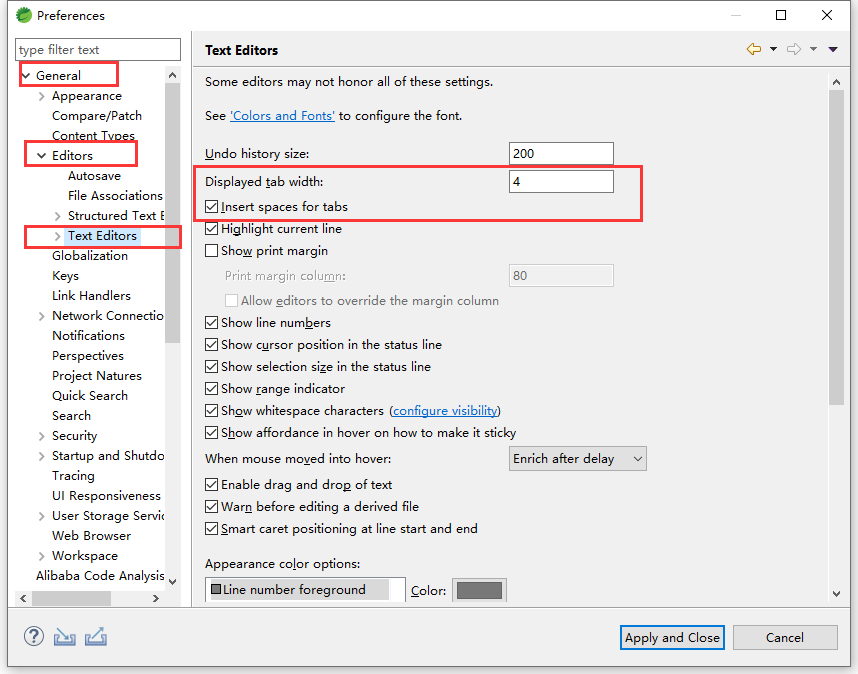 Preferences
type filter text
General
Appearance
Compare/Patch
Content Types
Editors
Autosave
File Associations
Structured Text E
Text Editors
Globalization
Keys
Link Handlers
Network Connectio
Notifications
Perspectives
Project Natures
Quick Search
Search
Security
Startup and Shutdo
Tracing
UI Responsiveness
User Storage Servic
Web Browser
Workspace
Alibaba Code Analysis
Text Editors
Some editors may not honor all of these settings.
See 'Colors and Fonts' to configure the font.
Undo history size: 200
Displayed tab width: 4
Insert spaces for tabs
Highlight current line
Show print margin
Print margin column: 80
Allow editors to override the margin column
Show line numbers
Show cursor position in the status line
Show selection size in the status line
Show range indicator
Show whitespace characters (configure visibility)
Show affordance in hover on how to make it sticky
When mouse moved into hover: Enrich after delay
Enable drag and drop of text
Warn before editing a derived file
Smart caret positioning at line start and end
Appearance color options:
Line number foreground Color:
Apply and Close Cancel